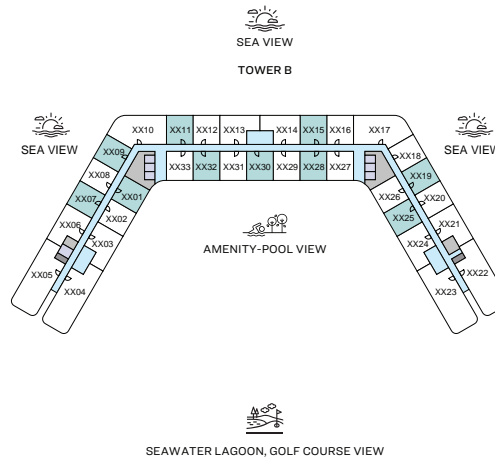 SEA VIEW
TOWER B
XX10
XX11
XX12
XX13
XX14
XX15
XX16
XX17
SEA VIEW
SEA VIEW
XX09
XX33
XX32
XX31
XX30
XX29
XX28
XX27
XX18
XX08
XX19
XX07
XX01
XX26
XX20
XX02
XX25
XX06
XX21
XX03
XX24
AMENITY-POOL VIEW
XX05
XX22
XX04
XX23
SEAWATER LAGOON, GOLF COURSE VIEW